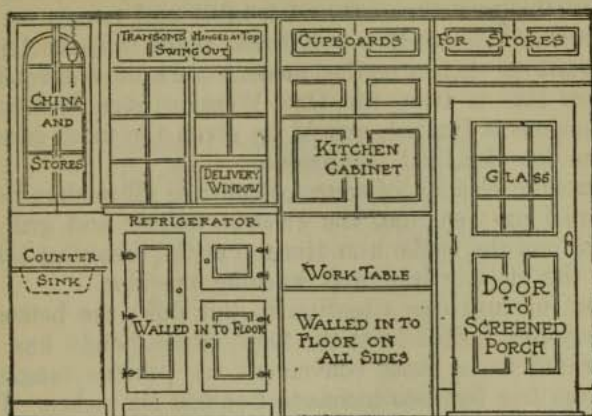 TRANSOMS HINGED AT TOP
SWING OUT
CUPBOARDS
FOR STORES
CHINA
AND
STORES
KITCHEN
CABINET
GLASS
DELIVERY
WINDOW
REFRIGERATOR
COUNTER
SINK
WORK TABLE
DOOR
TO
SCREENED
PORCH
WALLED IN TO FLOOR
WALLED IN TO
FLOOR ON
ALL SIDES